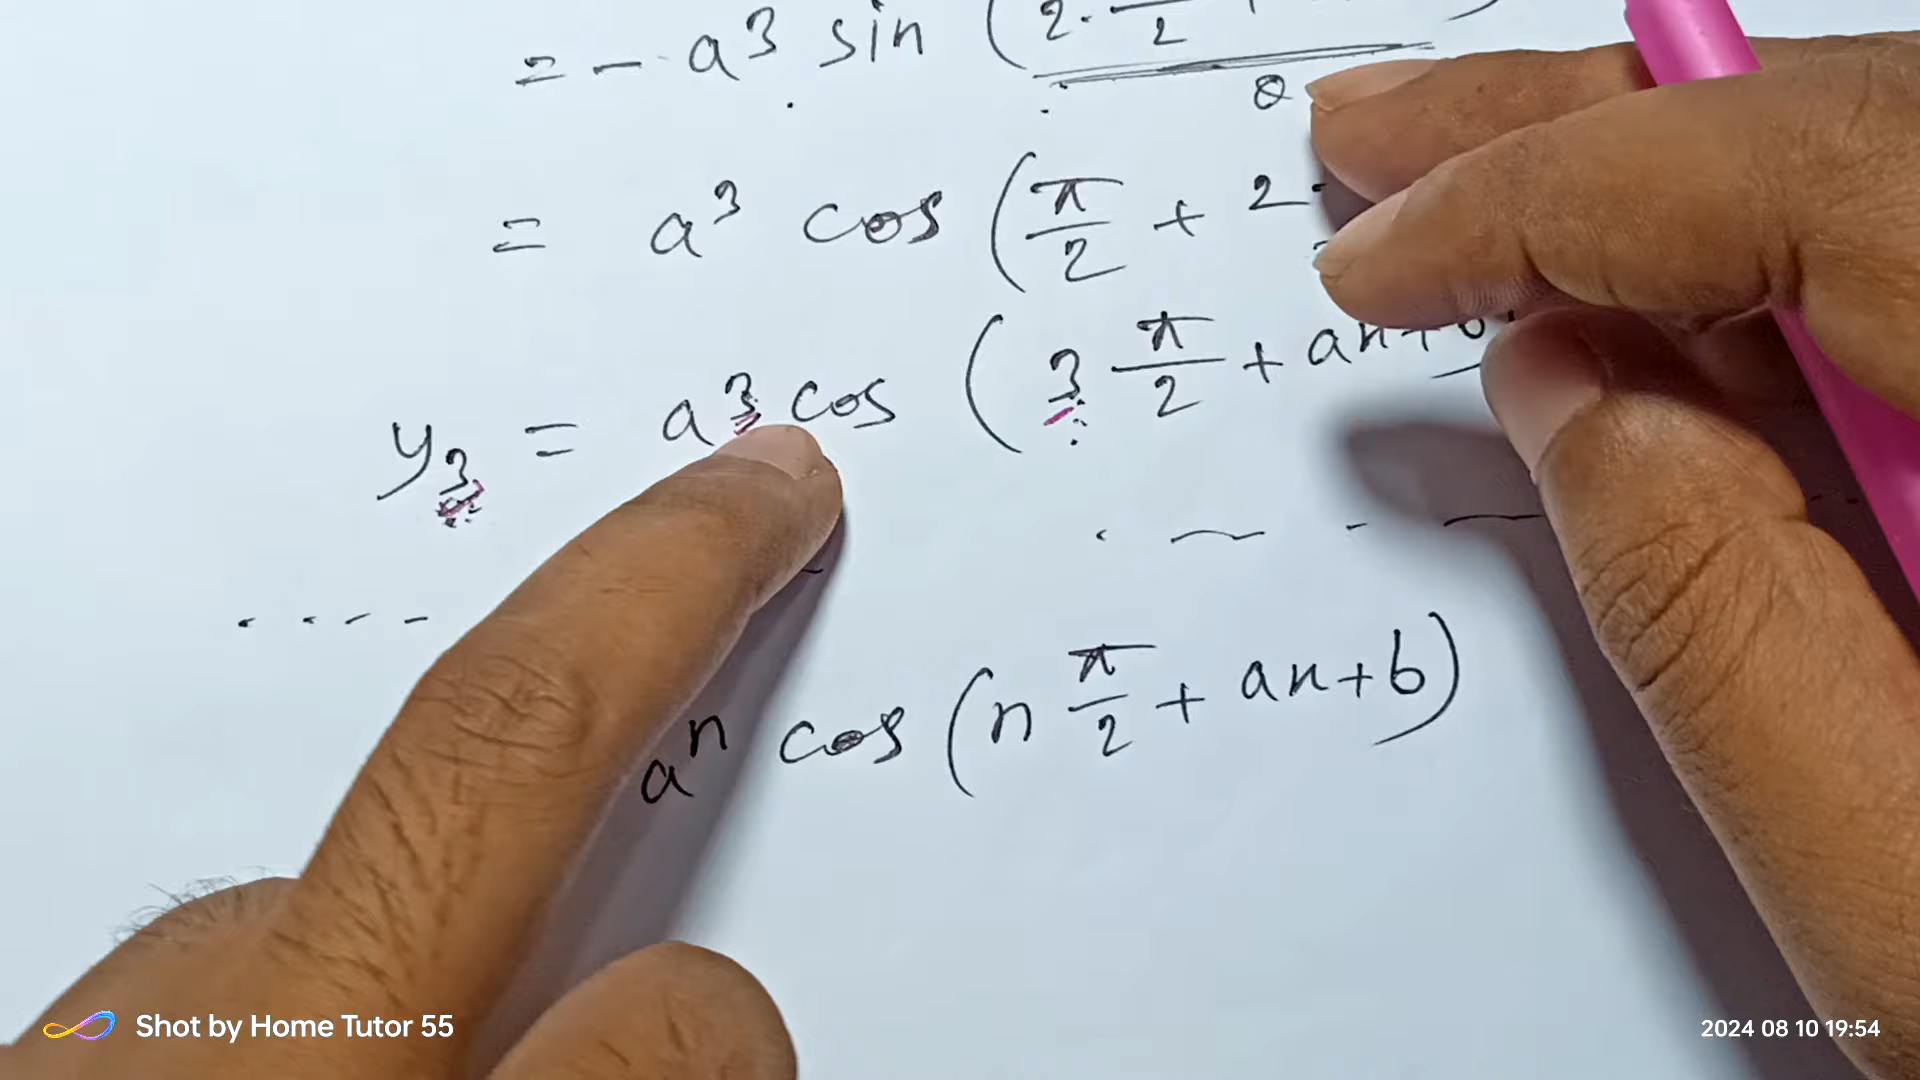 = - a³ sin (2·π/2
θ
= a³ cos (π/2 + 2·
y₃ = a³ cos (3 π/2 + ax+b
aⁿ cos (n π/2 + ax+b)
Shot by Home Tutor 55
2024 08 10 19:54